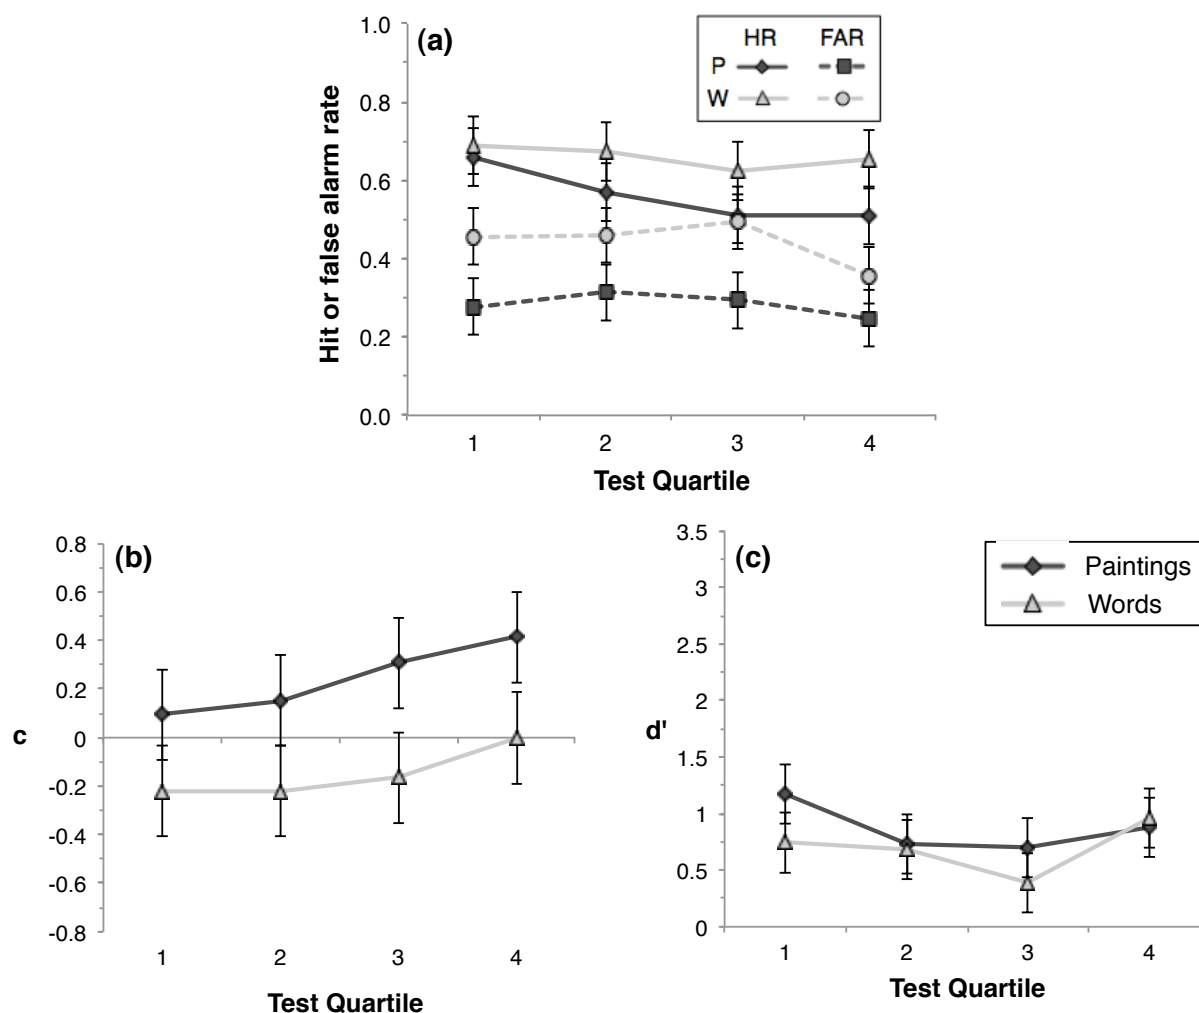 (a)
HR FAR
P
W
1.0
0.8
0.6
0.4
0.2
0.0
Hit or false alarm rate
1 2 3 4
Test Quartile
(b)
0.8
0.6
0.4
0.2
0
-0.2
-0.4
-0.6
-0.8
c
1 2 3 4
Test Quartile
(c)
Paintings
Words
3.5
3
2.5
2
1.5
1
0.5
0
d'
1 2 3 4
Test Quartile